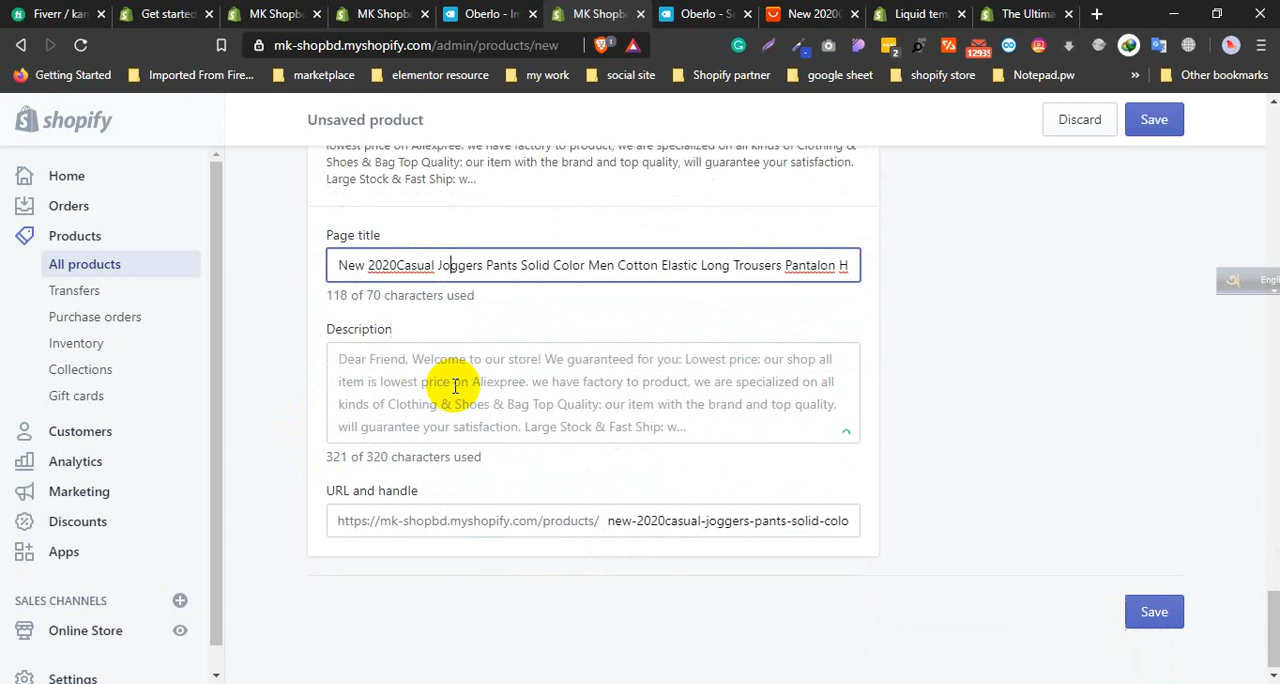 Fiverr / km
Get started
MK Shopb
MK Shopb
Oberlo - In
MK Shopb
Oberlo - Se
New 2020C
Liquid tem
The Ultima
mk-shopbd.myshopify.com/admin/products/new
1
2
12939
Getting Started
Imported From Fire...
marketplace
elementor resource
my work
social site
Shopify partner
google sheet
shopify store
Notepad.pw
»
Other bookmarks
shopify
Unsaved product
Discard
Save
Home
Orders
Products
All products
Transfers
Purchase orders
Inventory
Collections
Gift cards
Customers
Analytics
Marketing
Discounts
Apps
SALES CHANNELS
Online Store
Settings
lowest price on Aliexpree. we have factory to product, we are specialized on all kinds of Clothing &
Shoes & Bag Top Quality: our item with the brand and top quality, will guarantee your satisfaction.
Large Stock & Fast Ship: w...
Page title
New 2020Casual Joggers Pants Solid Color Men Cotton Elastic Long Trousers Pantalon H
118 of 70 characters used
Description
Dear Friend, Welcome to our store! We guaranteed for you: Lowest price: our shop all
item is lowest price on Aliexpree. we have factory to product, we are specialized on all
kinds of Clothing & Shoes & Bag Top Quality: our item with the brand and top quality,
will guarantee your satisfaction. Large Stock & Fast Ship: w...
321 of 320 characters used
URL and handle
https://mk-shopbd.myshopify.com/products/ new-2020casual-joggers-pants-solid-colo
Save
Engli